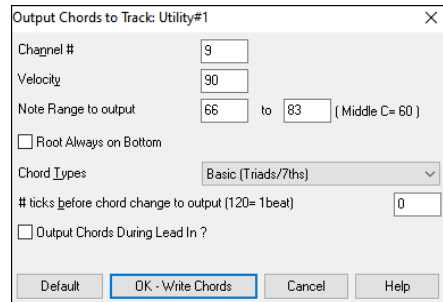 Output Chords to Track: Utility#1
Channel # 9
Velocity 90
Note Range to output 66 to 83 ( Middle C= 60 )
Root Always on Bottom
Chord Types Basic (Triads/7ths)
# ticks before chord change to output (120= 1beat) 0
Output Chords During Lead In ?
Default OK - Write Chords Cancel Help